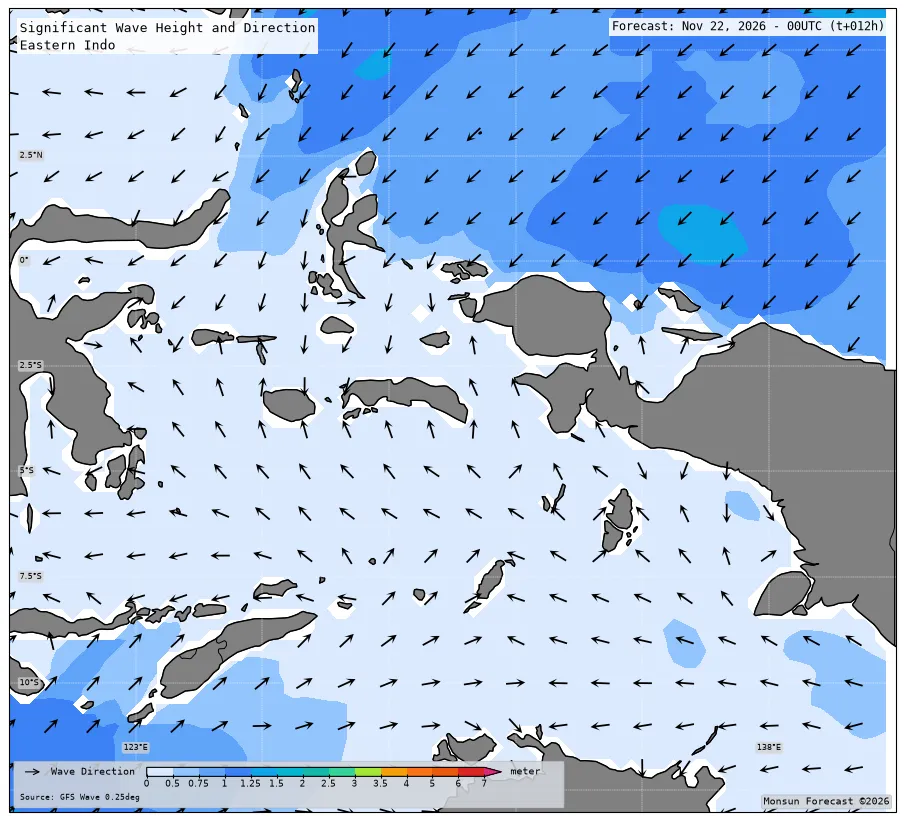 Significant Wave Height and Direction
Eastern Indo
Forecast: Nov 22, 2026 - 00UTC (t+012h)
2.5°N
0°
2.5°S
5°S
7.5°S
10°S
123°E
138°E
Wave Direction
meter
0 0.5 0.75 1 1.25 1.5 2 2.5 3 3.5 4 5 6 7
Source: GFS Wave 0.25deg
Monsun Forecast ©2026